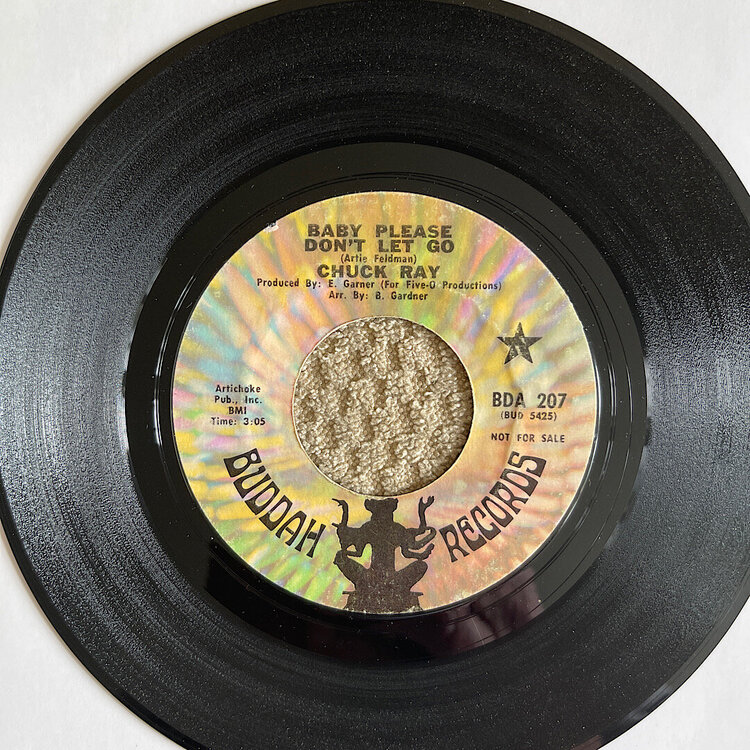 BABY PLEASE
DON'T LET GO
(Artie Feldman)
CHUCK RAY
Produced By: E. Garner (For Five-O Productions)
Arr. By: B. Gardner
Artichoke
Pub., Inc.
BMI
Time: 3:05
A
BDA 207
(BUD 5425)
NOT FOR SALE
BUDDAH RECORDS